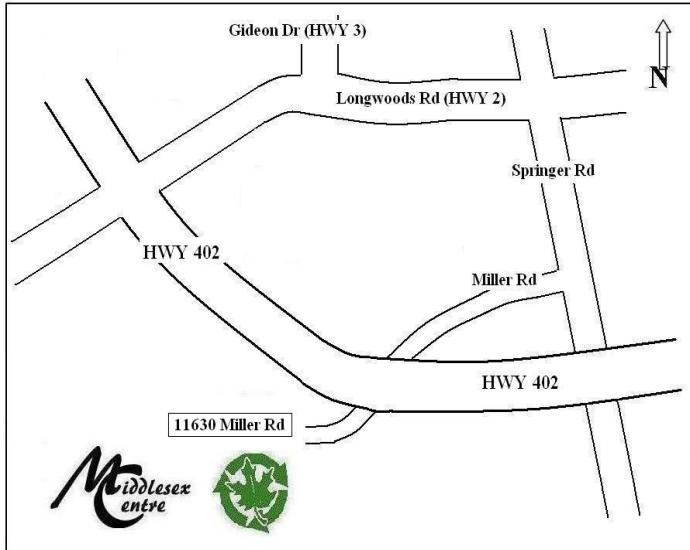 Gideon Dr (HWY 3)
N
Longwoods Rd (HWY 2)
Springer Rd
HWY 402
Miller Rd
HWY 402
11630 Miller Rd
Middlesex
Centre